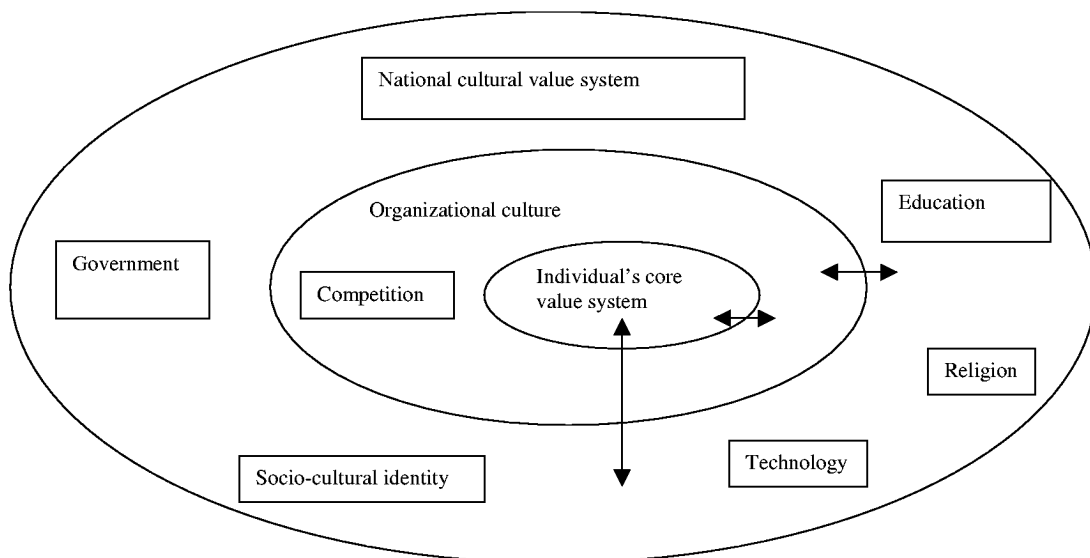 National cultural value system
Education
Organizational culture
Government
Individual’s core
value system
Competition
Religion
Technology
Socio-cultural identity